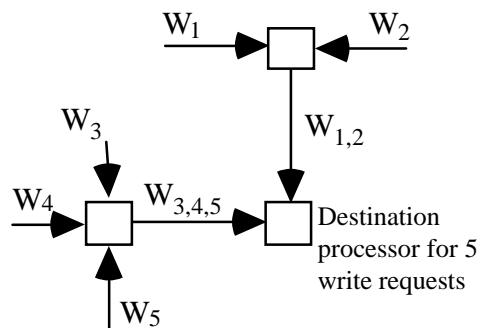 W1
W2
W3
W1,2
W4
W3,4,5
Destination
processor for 5
write requests
W5